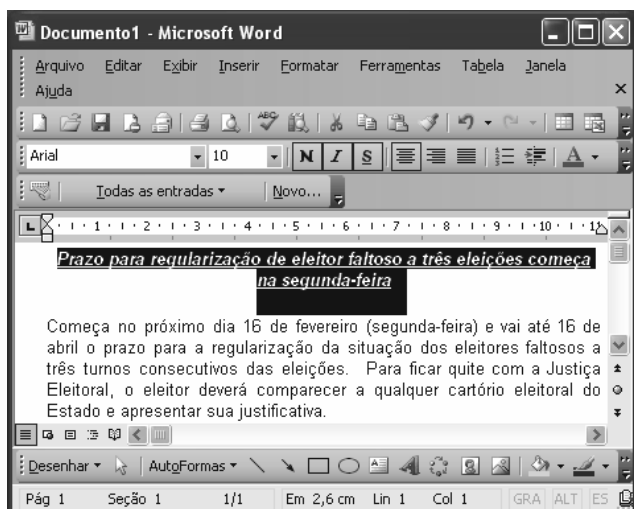 Documento1 - Microsoft Word
Arquivo Editar Exibir Inserir Formatar Ferramentas Tabela Janela
Ajuda
Arial 10 N I S A
Todas as entradas Novo...
1 2 3 4 5 6 7 8 9 10 11
Prazo para regularização de eleitor faltoso a três eleições começa
na segunda-feira
Começa no próximo dia 16 de fevereiro (segunda-feira) e vai até 16 de
abril o prazo para a regularização da situação dos eleitores faltosos a
três turnos consecutivos das eleições. Para ficar quite com a Justiça
Eleitoral, o eleitor deverá comparecer a qualquer cartório eleitoral do
Estado e apresentar sua justificativa.
Desenhar AutoFormas
Pág 1 Seção 1 1/1 Em 2,6 cm Lin 1 Col 1 GRA ALT ES